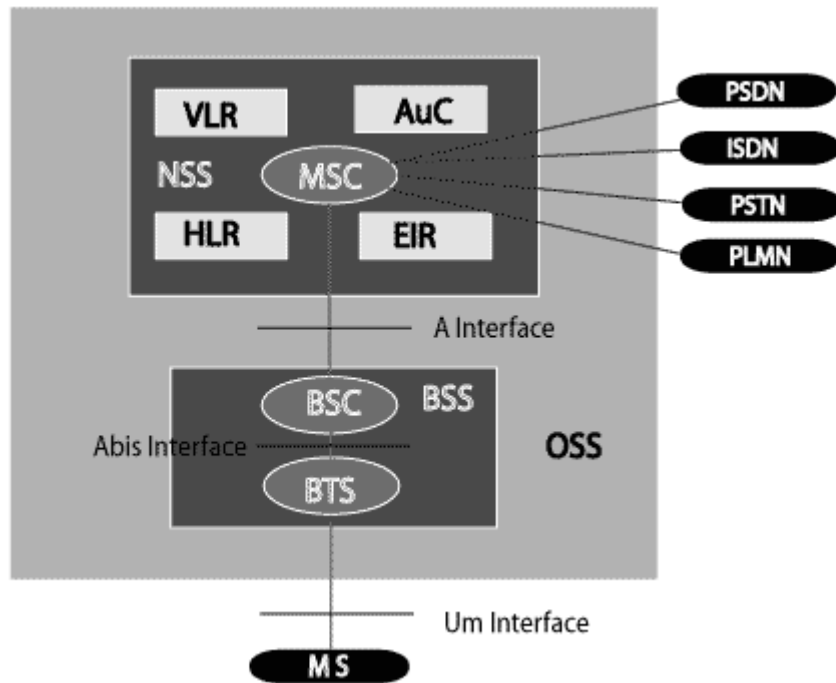 PSDN
VLR
AuC
ISDN
NSS
MSC
PSTN
HLR
EIR
PLMN
A Interface
BSC
BSS
Abis Interface
OSS
BTS
Um Interface
M S